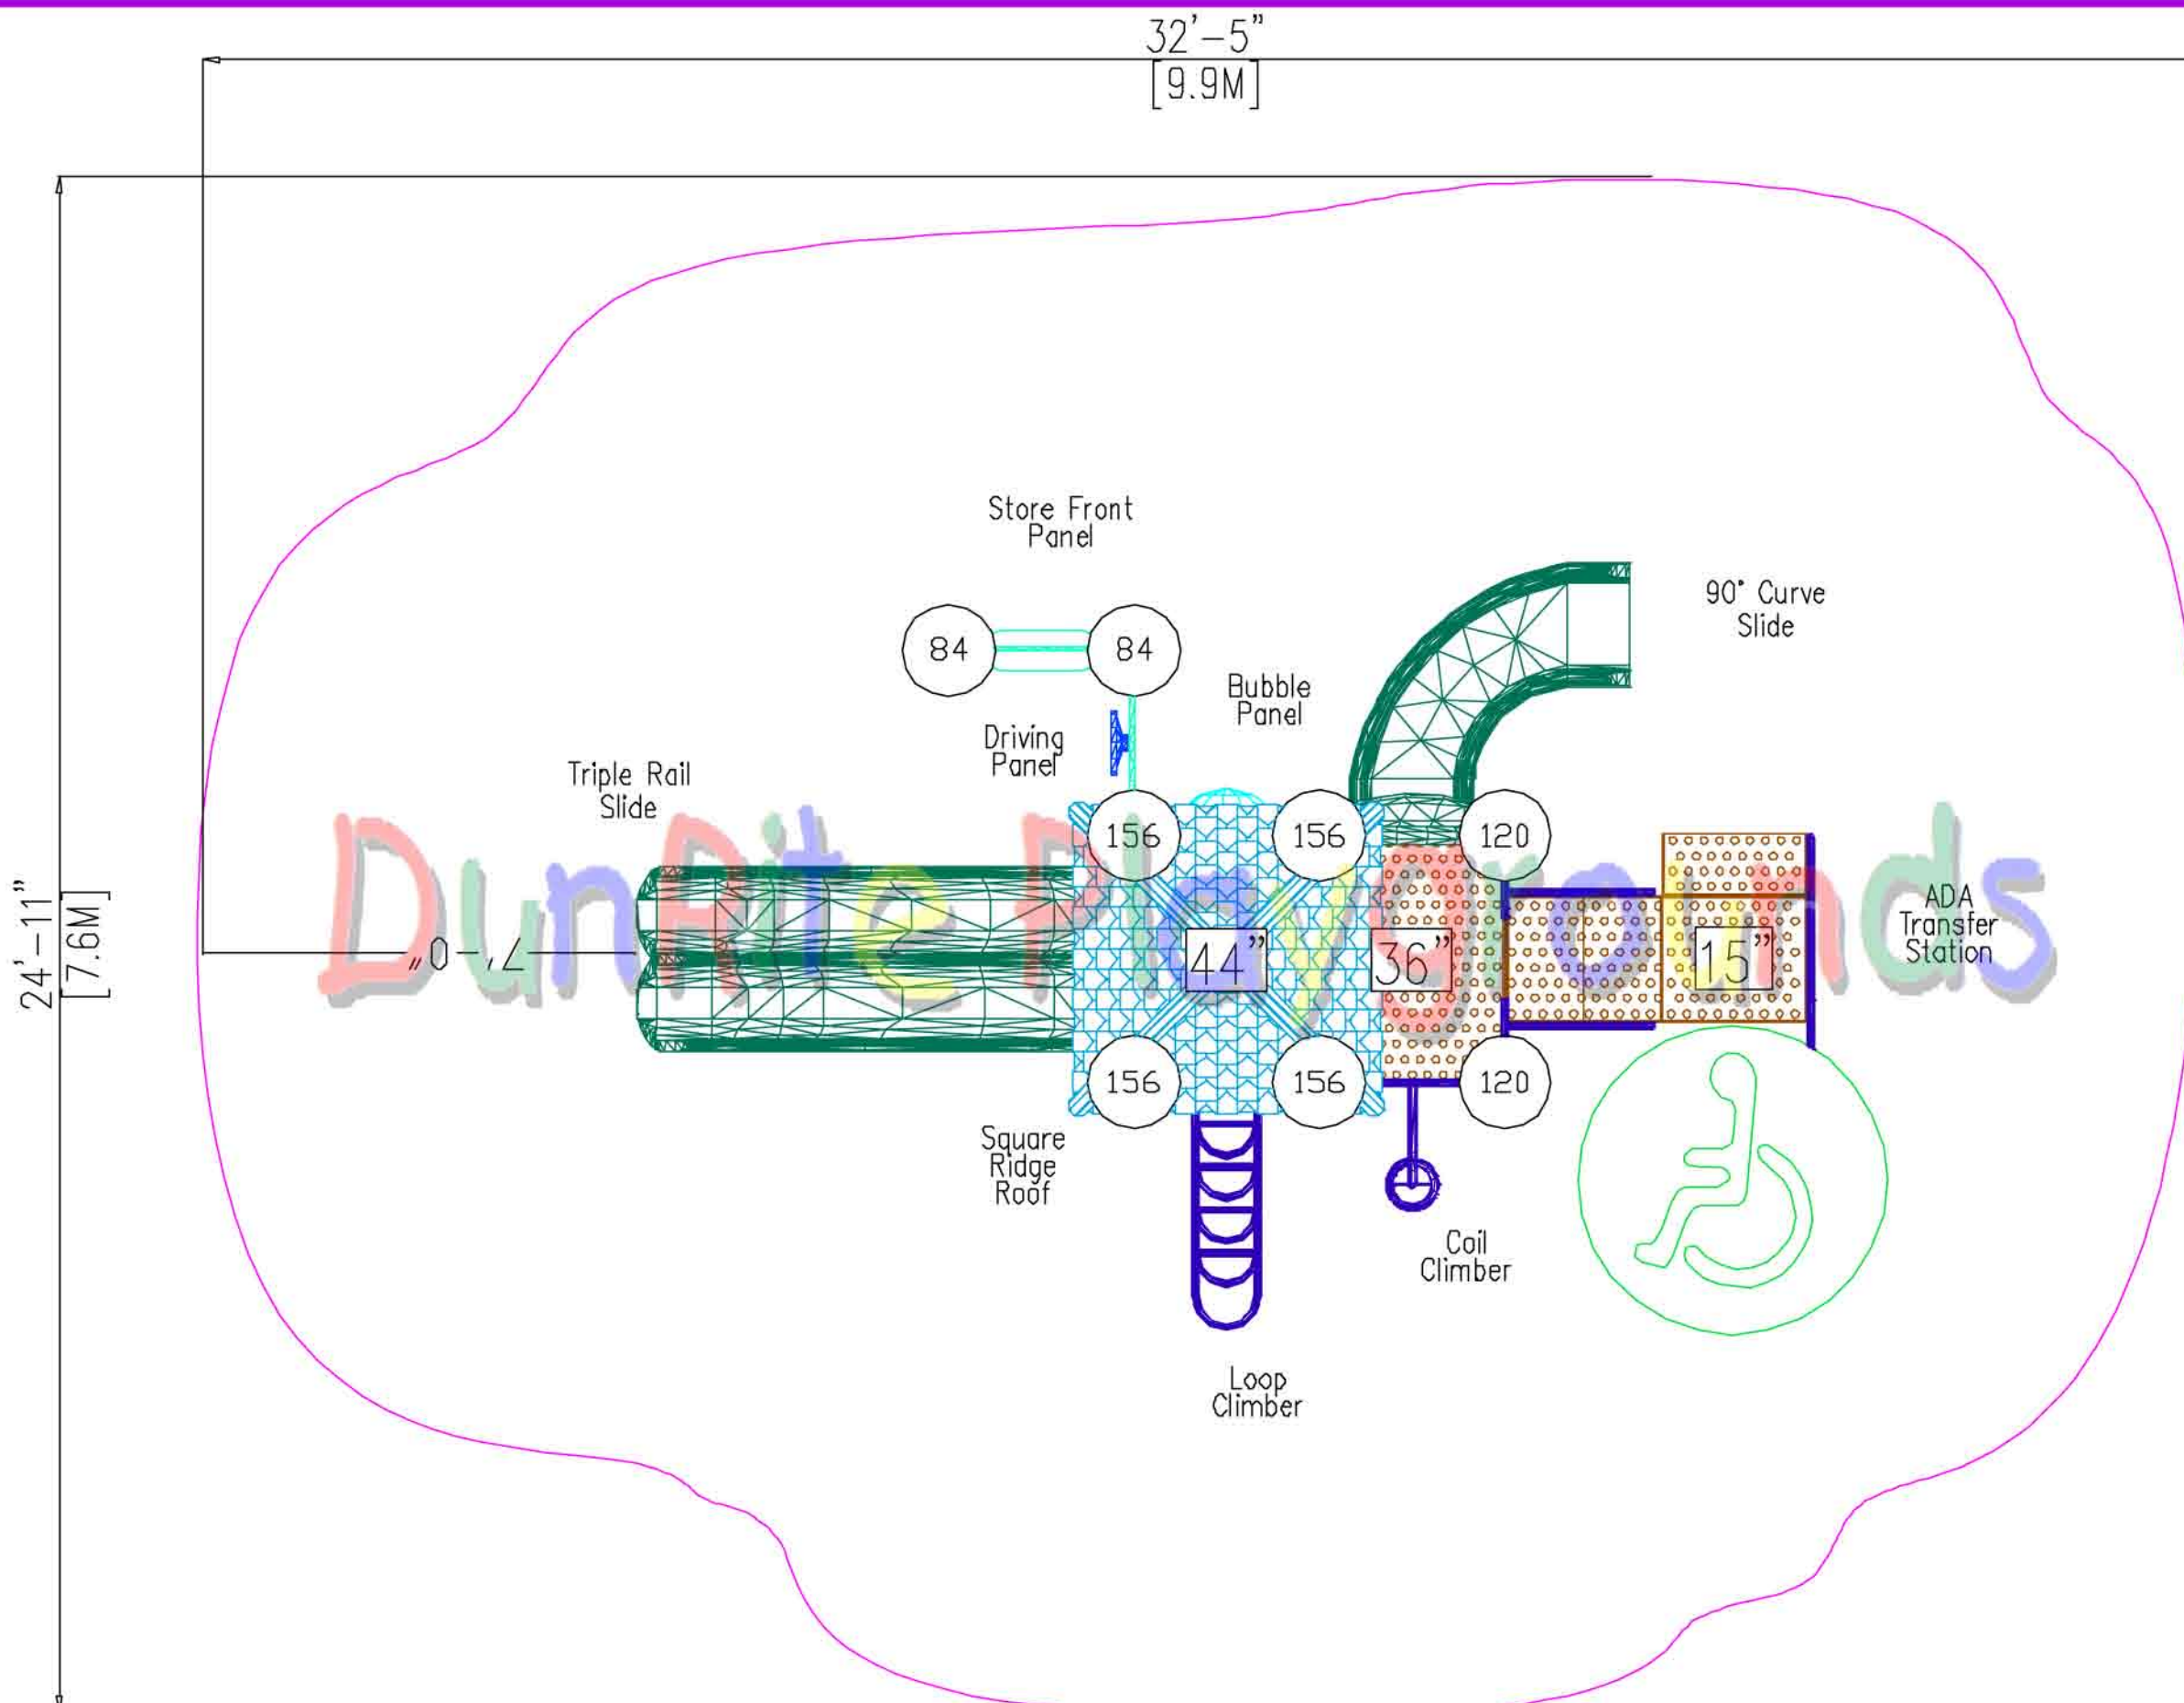 32'-5"
[9.9M]
24'-11"
[7.6M]
Store Front
Panel
90° Curve
Slide
84
84
Bubble
Panel
Driving
Panel
Triple Rail
Slide
156
156
120
DunRite Playgrounds
7'-0"
44"
36"
15"
ADA
Transfer
Station
156
156
120
Square
Ridge
Roof
Coil
Climber
Loop
Climber